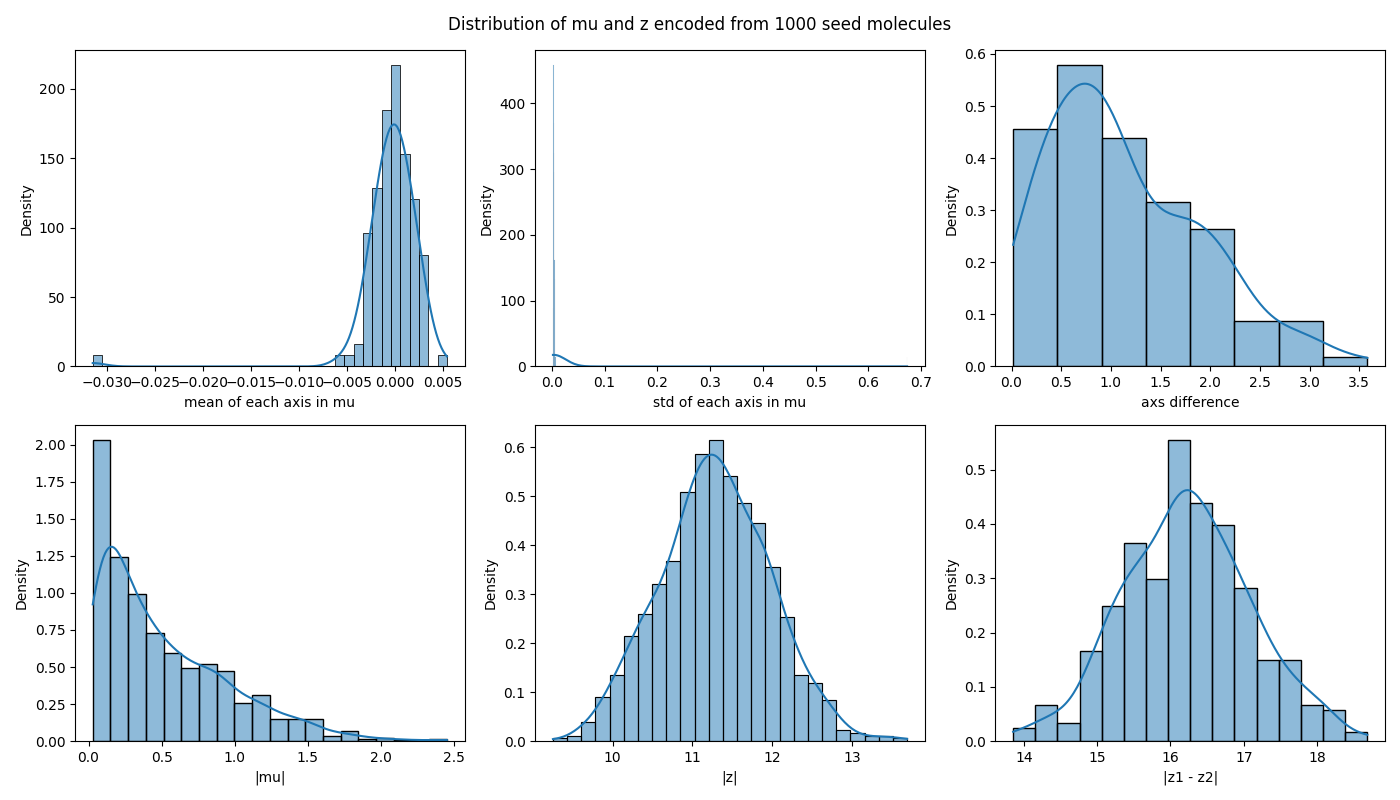 Distribution of mu and z encoded from 1000 seed molecules
200
150
100
50
0
Density
−0.030 −0.025 −0.020 −0.015 −0.010 −0.005 0.000 0.005
mean of each axis in mu
400
300
200
100
0
Density
0.0 0.1 0.2 0.3 0.4 0.5 0.6 0.7
std of each axis in mu
0.6
0.5
0.4
0.3
0.2
0.1
0.0
Density
0.0 0.5 1.0 1.5 2.0 2.5 3.0 3.5
axs difference
2.00
1.75
1.50
1.25
1.00
0.75
0.50
0.25
0.00
Density
0.0 0.5 1.0 1.5 2.0 2.5
|mu|
0.6
0.5
0.4
0.3
0.2
0.1
0.0
Density
10 11 12 13
|z|
0.5
0.4
0.3
0.2
0.1
0.0
Density
14 15 16 17 18
|z1 - z2|